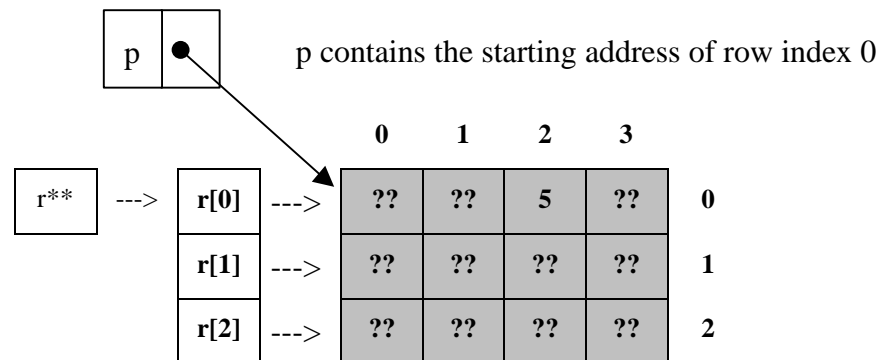 p p contains the starting address of row index 0
0 1 2 3
r** ---> r[0] ---> ?? ?? 5 ?? 0
r[1] ---> ?? ?? ?? ?? 1
r[2] ---> ?? ?? ?? ?? 2